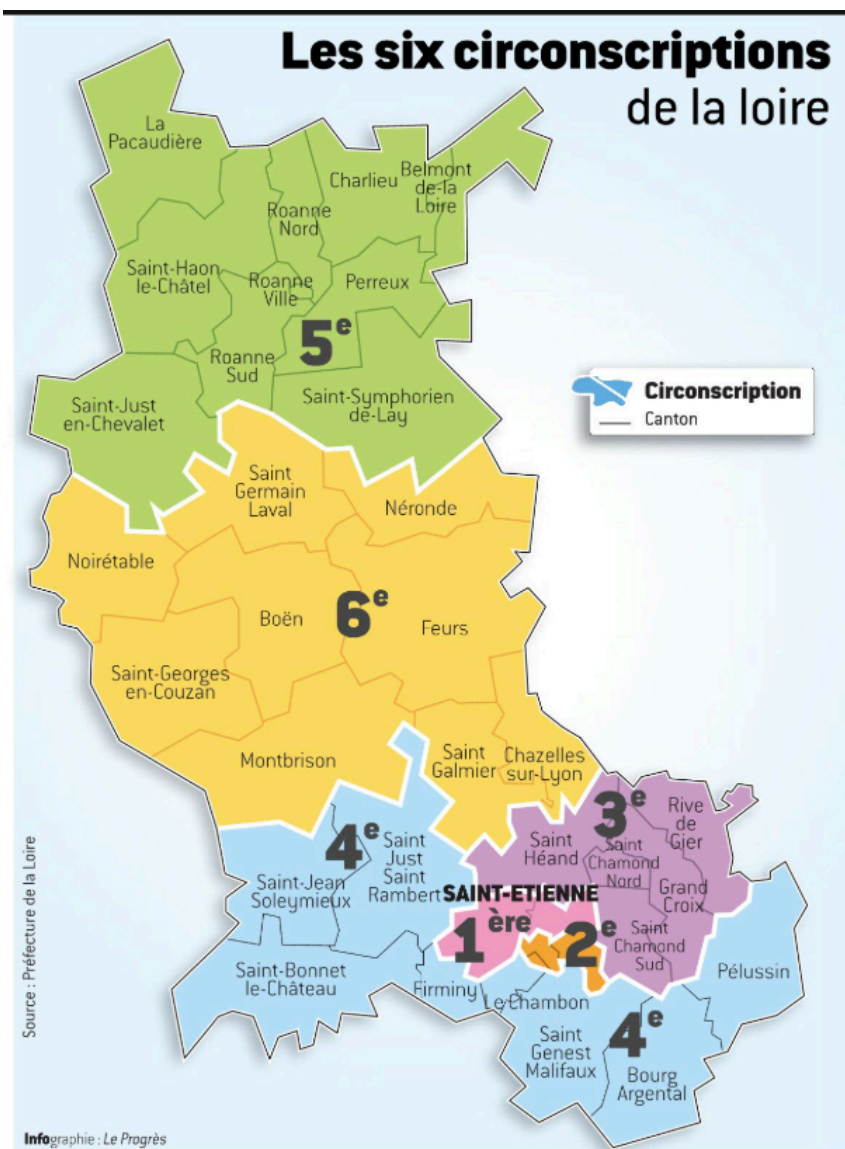 Les six circonscriptions
de la loire
La
Pacaudière
Charlieu
Belmont
de-la
Loire
Roanne
Nord
Saint-Haon
le-Châtel
Roanne
Ville
Perreux
5e
Roanne
Sud
Saint-Just
en-Chevalet
Saint-Symphorien
de-Lay
Circonscription
Canton
Saint
Germain
Laval
Néronde
Noirétable
Boën
6e
Feurs
Saint-Georges
en-Couzan
Montbrison
Saint
Galmier
Chazelles
sur-Lyon
3e
Rive
de
Gier
4e
Saint
Just
Saint
Rambert
Saint
Héand
Saint
Chamond
Nord
Saint-Jean
Soleymieux
SAINT-ETIENNE
Grand
Croix
1ère
2e
Saint
Chamond
Sud
Saint-Bonnet
le-Château
Firminy
Le Chambon
Pélussin
Saint
Genest
Malifaux
4e
Bourg
Argental
Source : Préfecture de la Loire
Infographie : Le Progrès